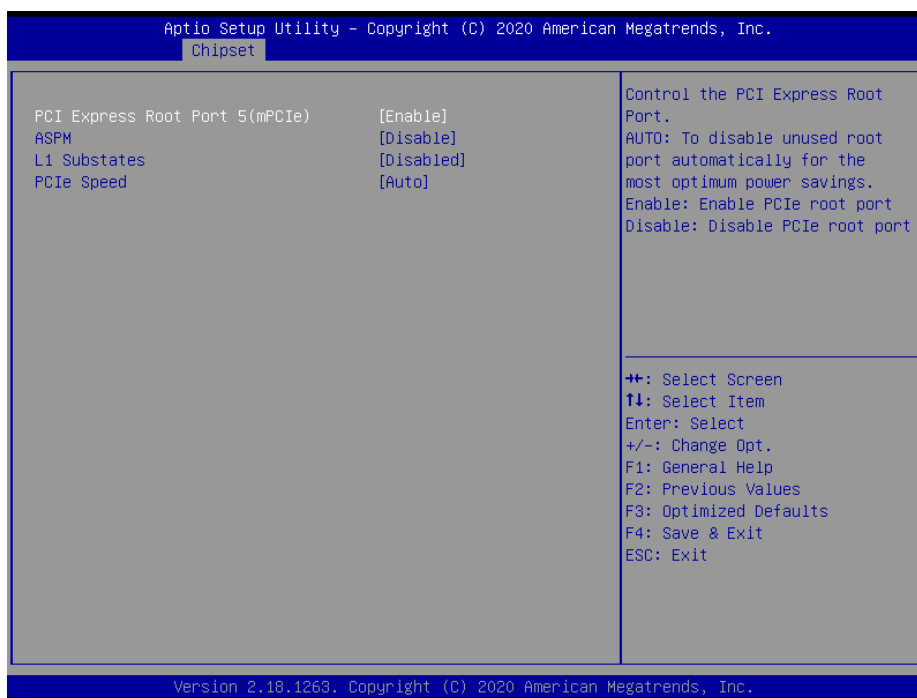 Aptio Setup Utility – Copyright (C) 2020 American Megatrends, Inc.
Chipset
PCI Express Root Port 5(mPCIe) [Enable]
ASPM [Disable]
L1 Substates [Disabled]
PCIe Speed [Auto]
Control the PCI Express Root
Port.
AUTO: To disable unused root
port automatically for the
most optimum power savings.
Enable: Enable PCIe root port
Disable: Disable PCIe root port
→←: Select Screen
↑↓: Select Item
Enter: Select
+/-: Change Opt.
F1: General Help
F2: Previous Values
F3: Optimized Defaults
F4: Save & Exit
ESC: Exit
Version 2.18.1263. Copyright (C) 2020 American Megatrends, Inc.